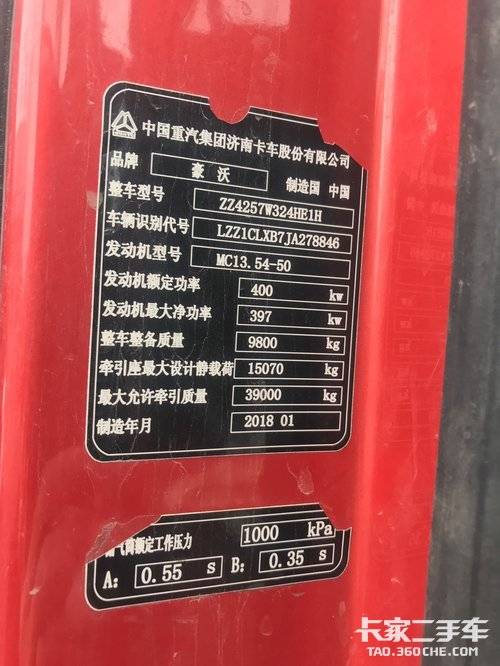 中国重汽集团济南卡车股份有限公司
品牌 豪沃 制造国 中国
整车型号 ZZ4257W324HE1H
车辆识别代号 LZZ1CLXB7JA278846
发动机型号 MC13.54-50
发动机额定功率 400 kw
发动机最大净功率 397 kw
整车整备质量 9800 kg
牵引座最大设计静载荷 15070 kg
最大允许牵引质量 39000 kg
制造年月 2018 01
气筒额定工作压力 1000 kPa
A: 0.55 s B: 0.35 s
卡家二手车
TAO.360CHE.COM